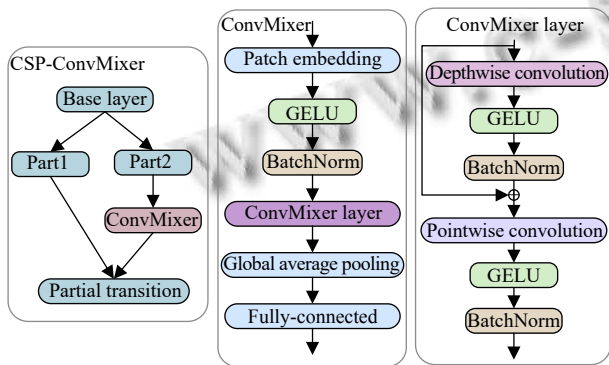 CSP-ConvMixer
Base layer
Part1
Part2
ConvMixer
Partial transition
ConvMixer
Patch embedding
GELU
BatchNorm
ConvMixer layer
Global average pooling
Fully-connected
ConvMixer layer
Depthwise convolution
GELU
BatchNorm
Pointwise convolution
GELU
BatchNorm